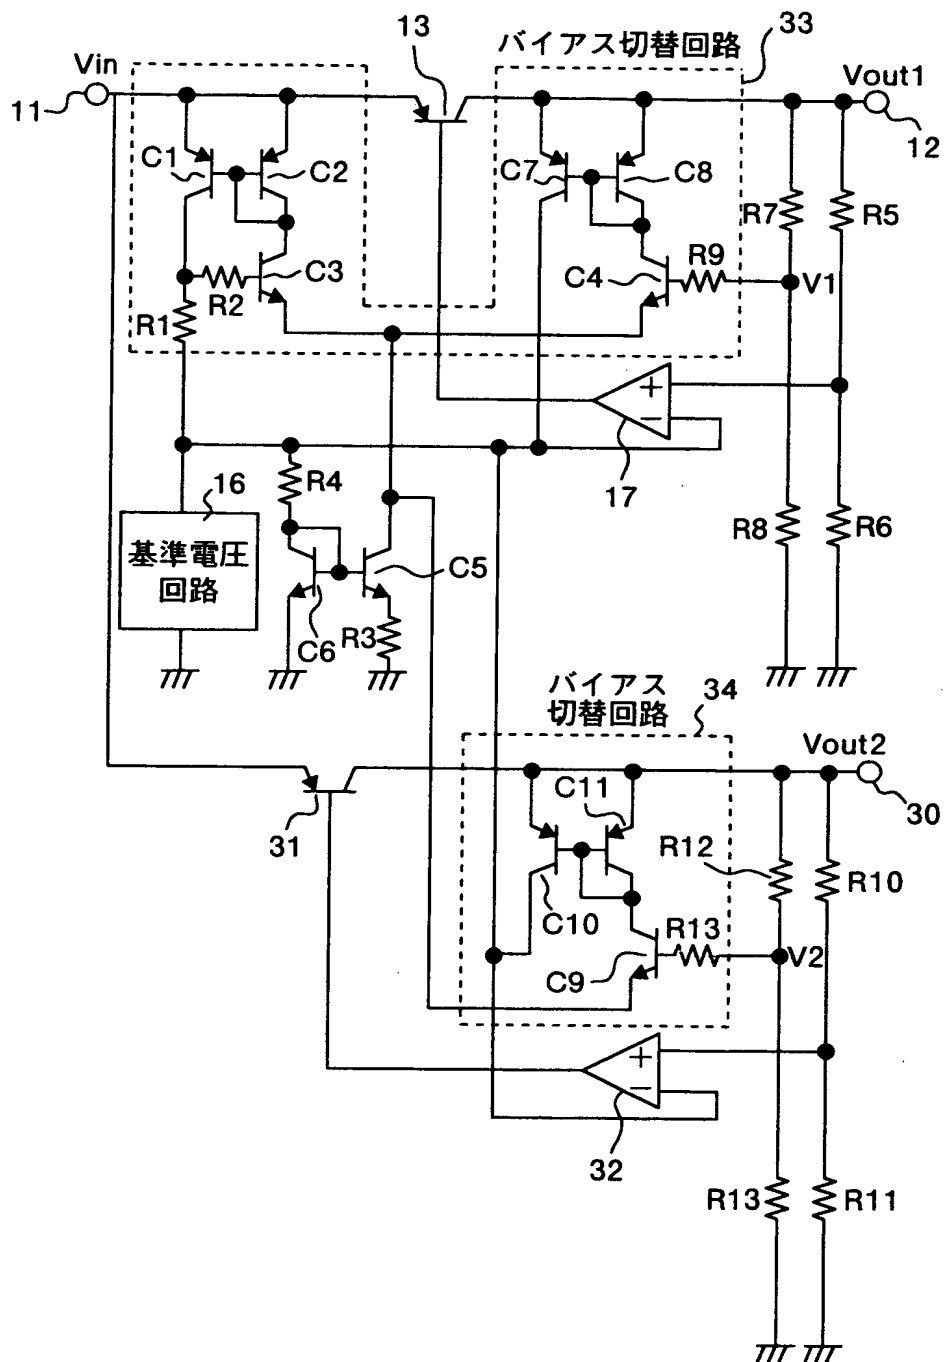 13
バイアス切替回路
33
Vin
Vout1
11
12
C1
C2
C7
C8
R7
R5
C3
R9
C4
V1
R2
R1
+
−
17
R4
16
基準電圧
回路
R8
R6
C5
C6
R3
バイアス
切替回路
34
Vout2
30
31
C11
R12
R10
C10
R13
V2
C9
+
−
32
R13
R11